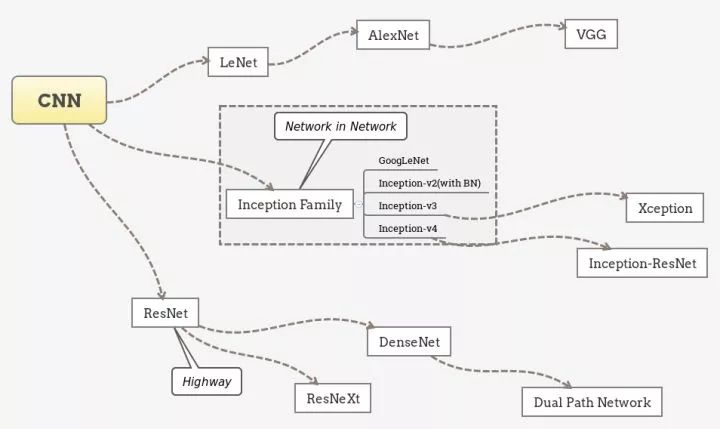 CNN
LeNet
AlexNet
VGG
Network in Network
Inception Family
GoogLeNet
Inception-v2(with BN)
Inception-v3
Inception-v4
Xception
Inception-ResNet
ResNet
Highway
DenseNet
ResNeXt
Dual Path Network